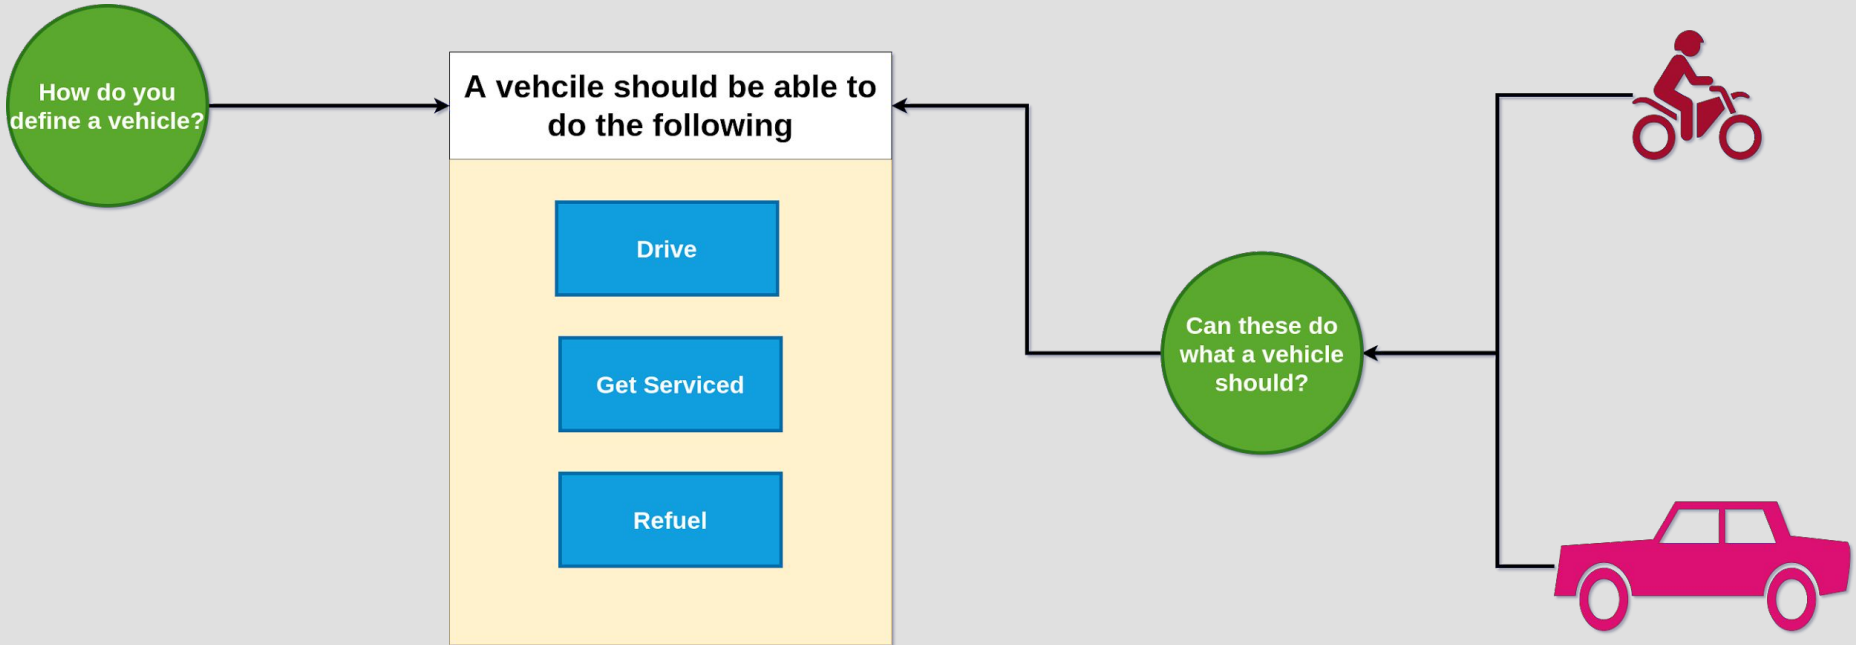 How do you
define a vehicle?
A vehcile should be able to
do the following
Drive
Get Serviced
Refuel
Can these do
what a vehicle
should?